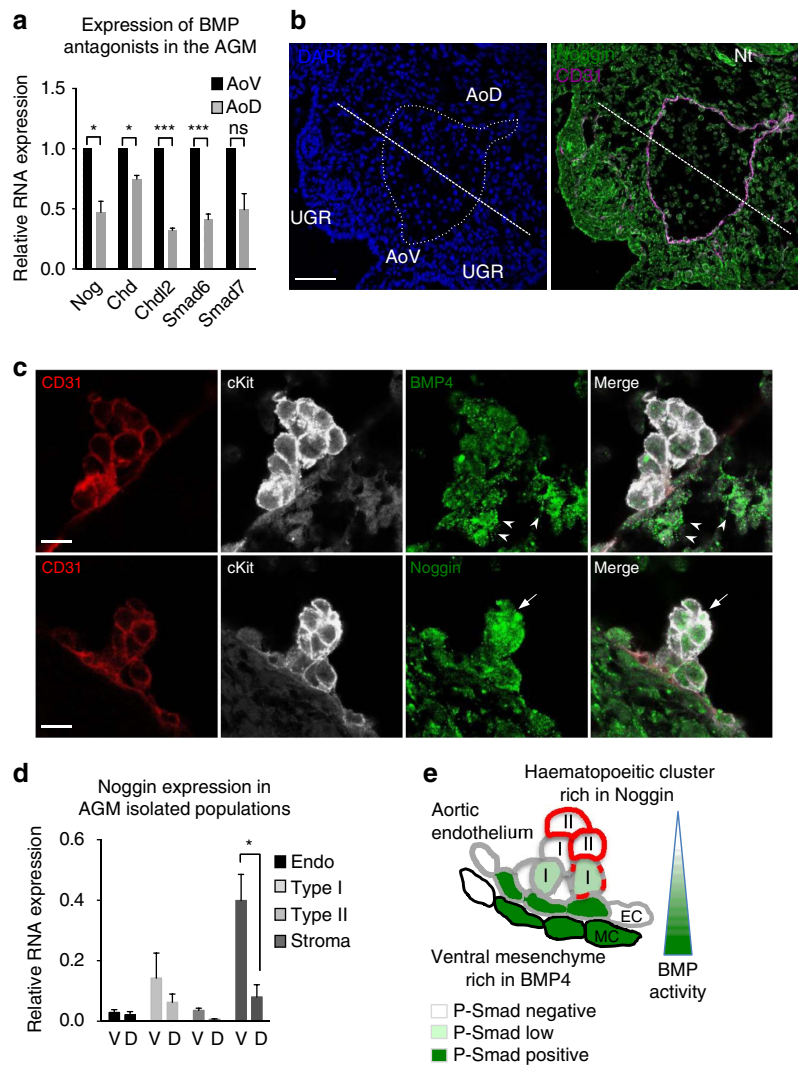 a
Expression of BMP
antagonists in the AGM
Relative RNA expression
1.5
1.0
0.5
0.0
AoV
AoD
*
*
***
***
ns
Nog
Chd
Chdl2
Smad6
Smad7
b
DAPI
AoD
UGR
AoV
UGR
Noggin
CD31
Nt
c
CD31
cKit
BMP4
Merge
CD31
cKit
Noggin
Merge
d
Noggin expression in
AGM isolated populations
Relative RNA expression
0.6
0.4
0.2
0.0
*
Endo
Type I
Type II
Stroma
V D V D V D V D
e
Haematopoeitic cluster
rich in Noggin
Aortic
endothelium
II
I
II
I
I
EC
MC
Ventral mesenchyme
rich in BMP4
BMP
activity
P-Smad negative
P-Smad low
P-Smad positive